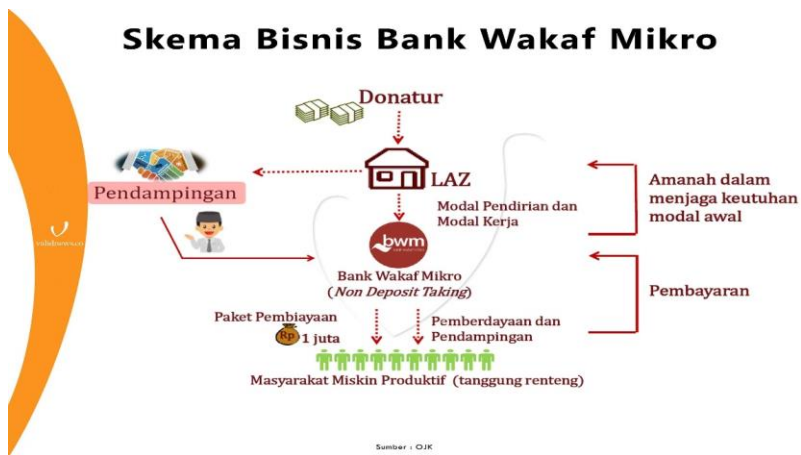 Skema Bisnis Bank Wakaf Mikro
Donatur
LAZ
Pendampingan
Modal Pendirian dan
Modal Kerja
Amanah dalam
menjaga keutuhan
modal awal
validnews.co
bwm
Bank Wakaf Mikro
(Non Deposit Taking)
Pembayaran
Paket Pembiayaan
Rp 1 juta
Pemberdayaan dan
Pendampingan
Masyarakat Miskin Produktif (tanggung renteng)
Sumber : OJK